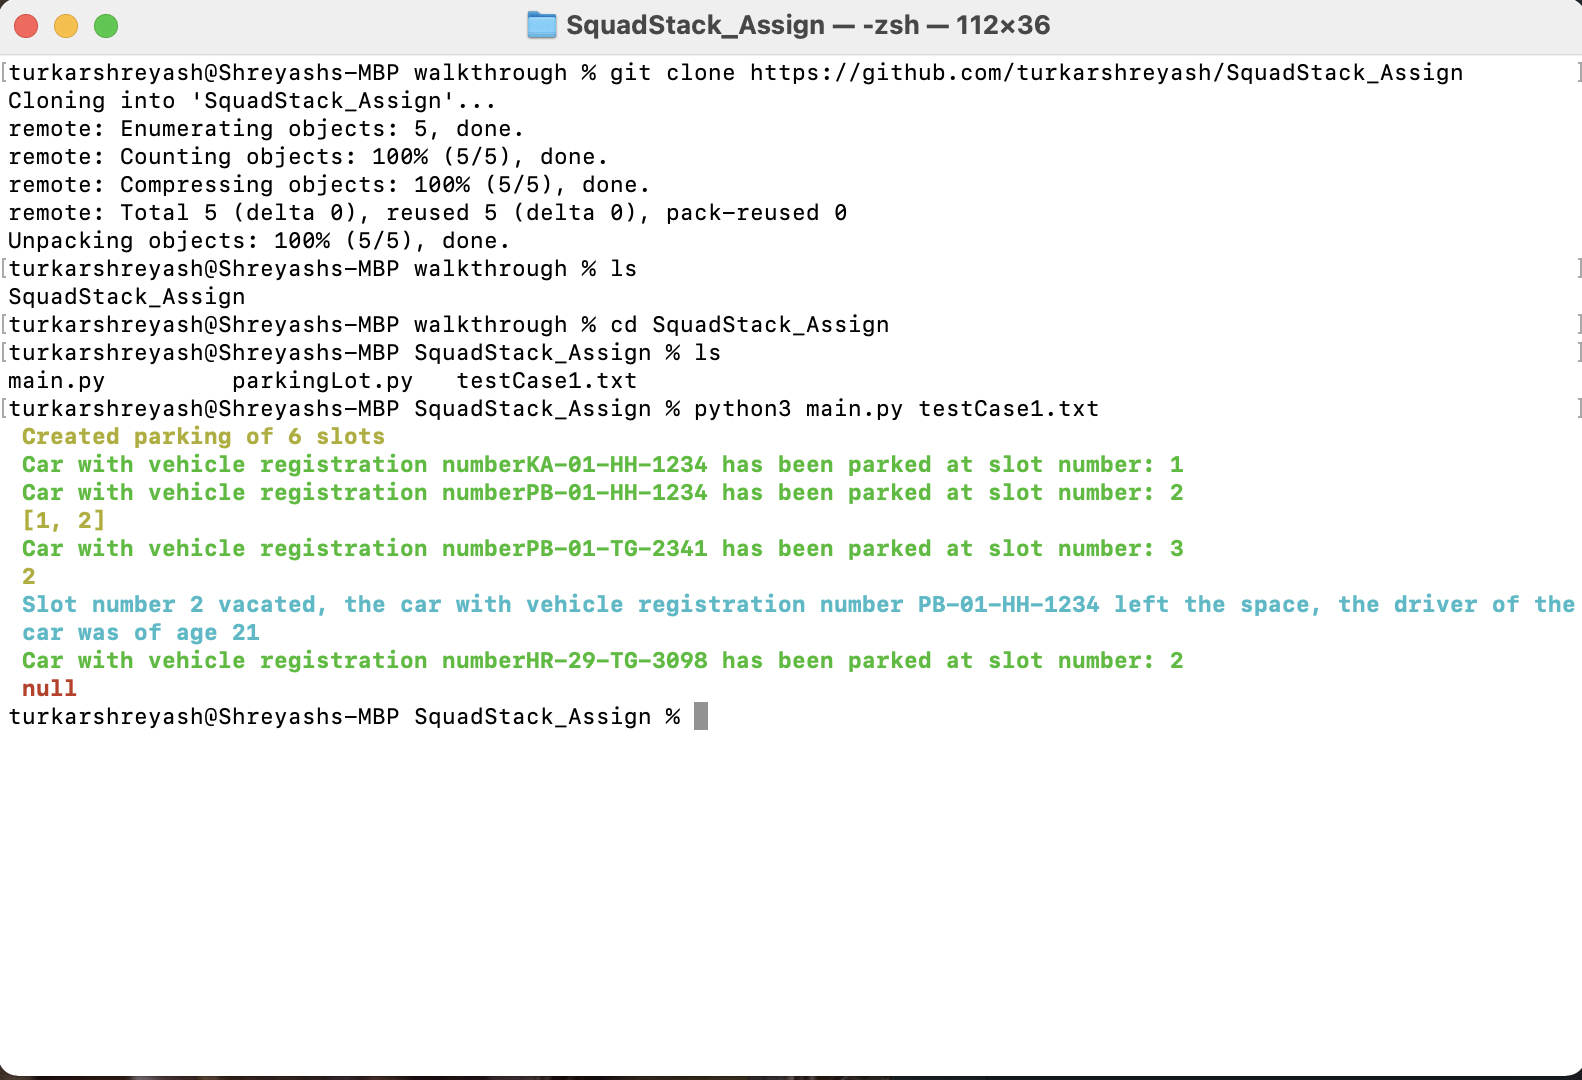 SquadStack_Assign — -zsh — 112×36
turkarshreyash@Shreyashs-MBP walkthrough % git clone https://github.com/turkarshreyash/SquadStack_Assign
Cloning into 'SquadStack_Assign'...
remote: Enumerating objects: 5, done.
remote: Counting objects: 100% (5/5), done.
remote: Compressing objects: 100% (5/5), done.
remote: Total 5 (delta 0), reused 5 (delta 0), pack-reused 0
Unpacking objects: 100% (5/5), done.
turkarshreyash@Shreyashs-MBP walkthrough % ls
SquadStack_Assign
turkarshreyash@Shreyashs-MBP walkthrough % cd SquadStack_Assign
turkarshreyash@Shreyashs-MBP SquadStack_Assign % ls
main.py         parkingLot.py   testCase1.txt
turkarshreyash@Shreyashs-MBP SquadStack_Assign % python3 main.py testCase1.txt
Created parking of 6 slots
Car with vehicle registration numberKA-01-HH-1234 has been parked at slot number: 1
Car with vehicle registration numberPB-01-HH-1234 has been parked at slot number: 2
[1, 2]
Car with vehicle registration numberPB-01-TG-2341 has been parked at slot number: 3
2
Slot number 2 vacated, the car with vehicle registration number PB-01-HH-1234 left the space, the driver of the
car was of age 21
Car with vehicle registration numberHR-29-TG-3098 has been parked at slot number: 2
null
turkarshreyash@Shreyashs-MBP SquadStack_Assign %